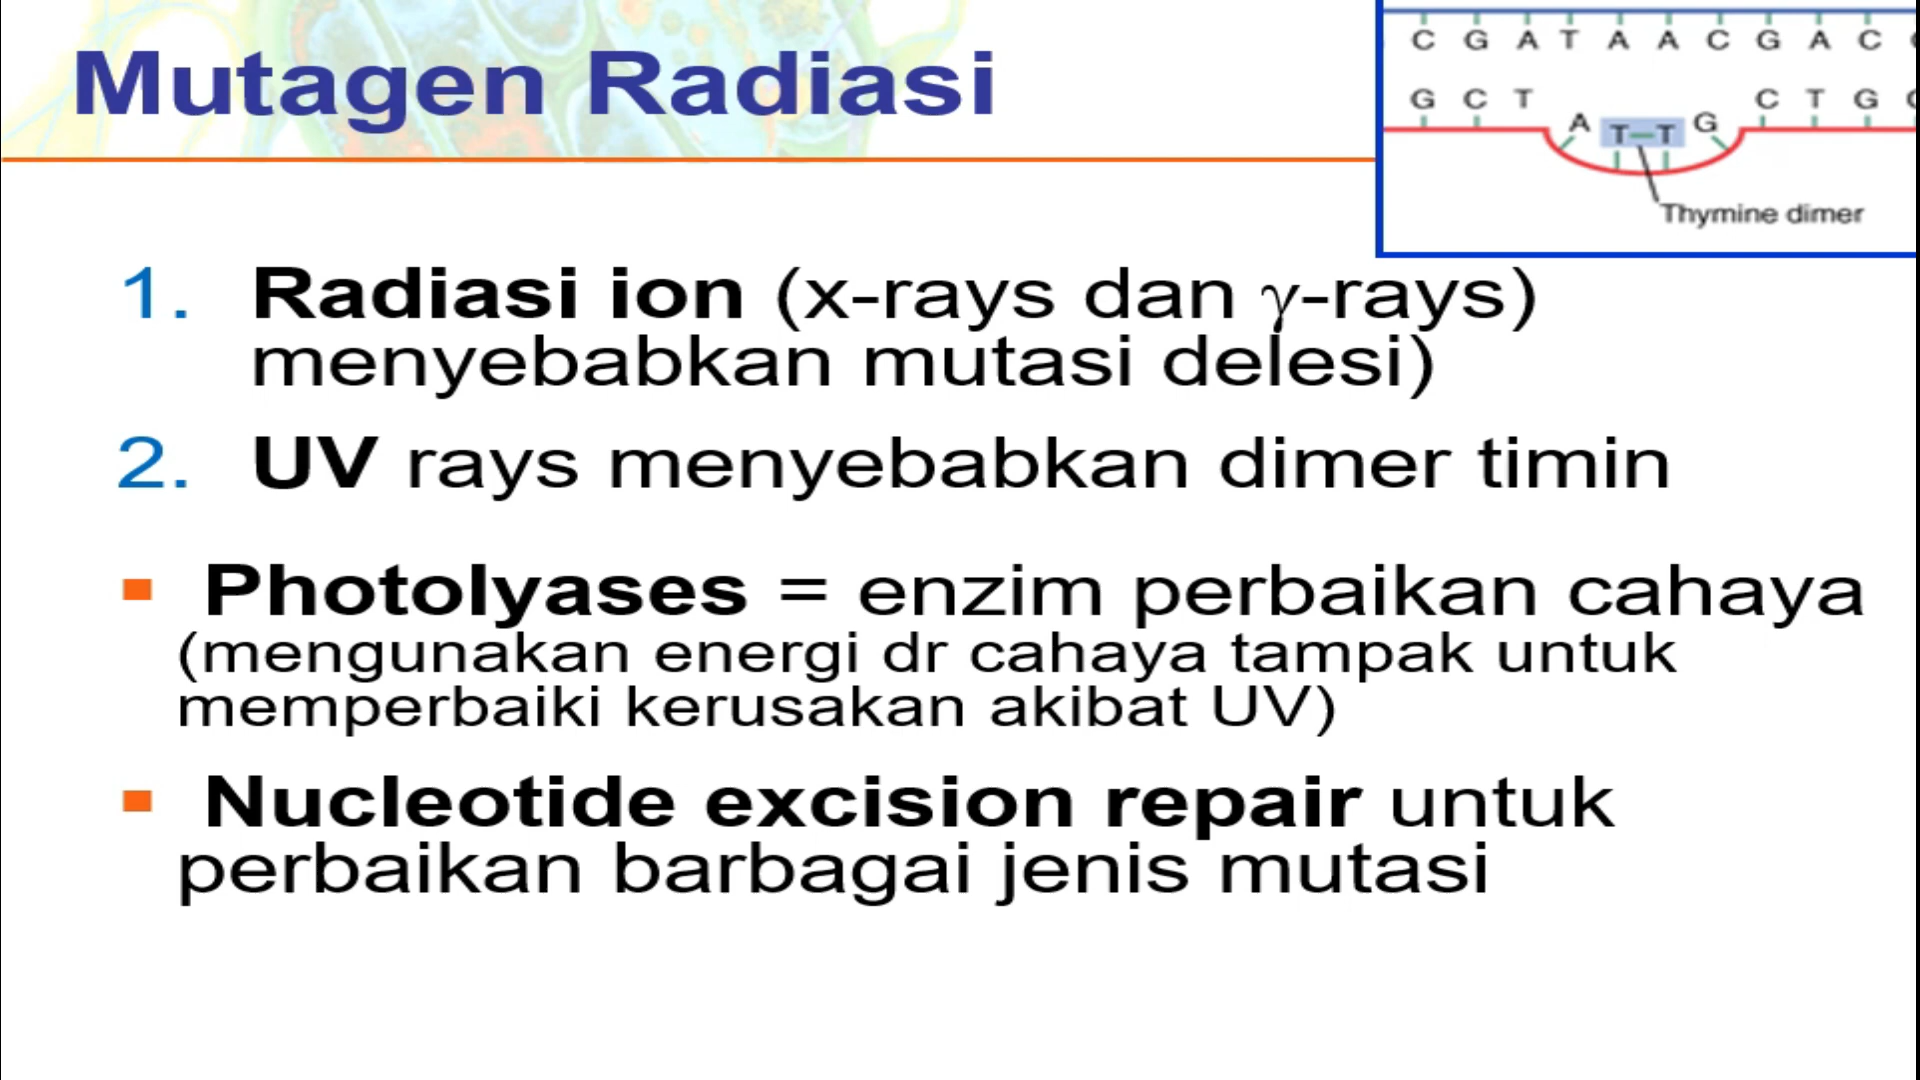 Mutagen Radiasi
C G A T A A C G A C
G C T A T T G C T G
Thymine dimer
1. Radiasi ion (x-rays dan γ-rays)
menyebabkan mutasi delesi)
2. UV rays menyebabkan dimer timin
▪ Photolyases = enzim perbaikan cahaya
(mengunakan energi dr cahaya tampak untuk
memperbaiki kerusakan akibat UV)
▪ Nucleotide excision repair untuk
perbaikan barbagai jenis mutasi